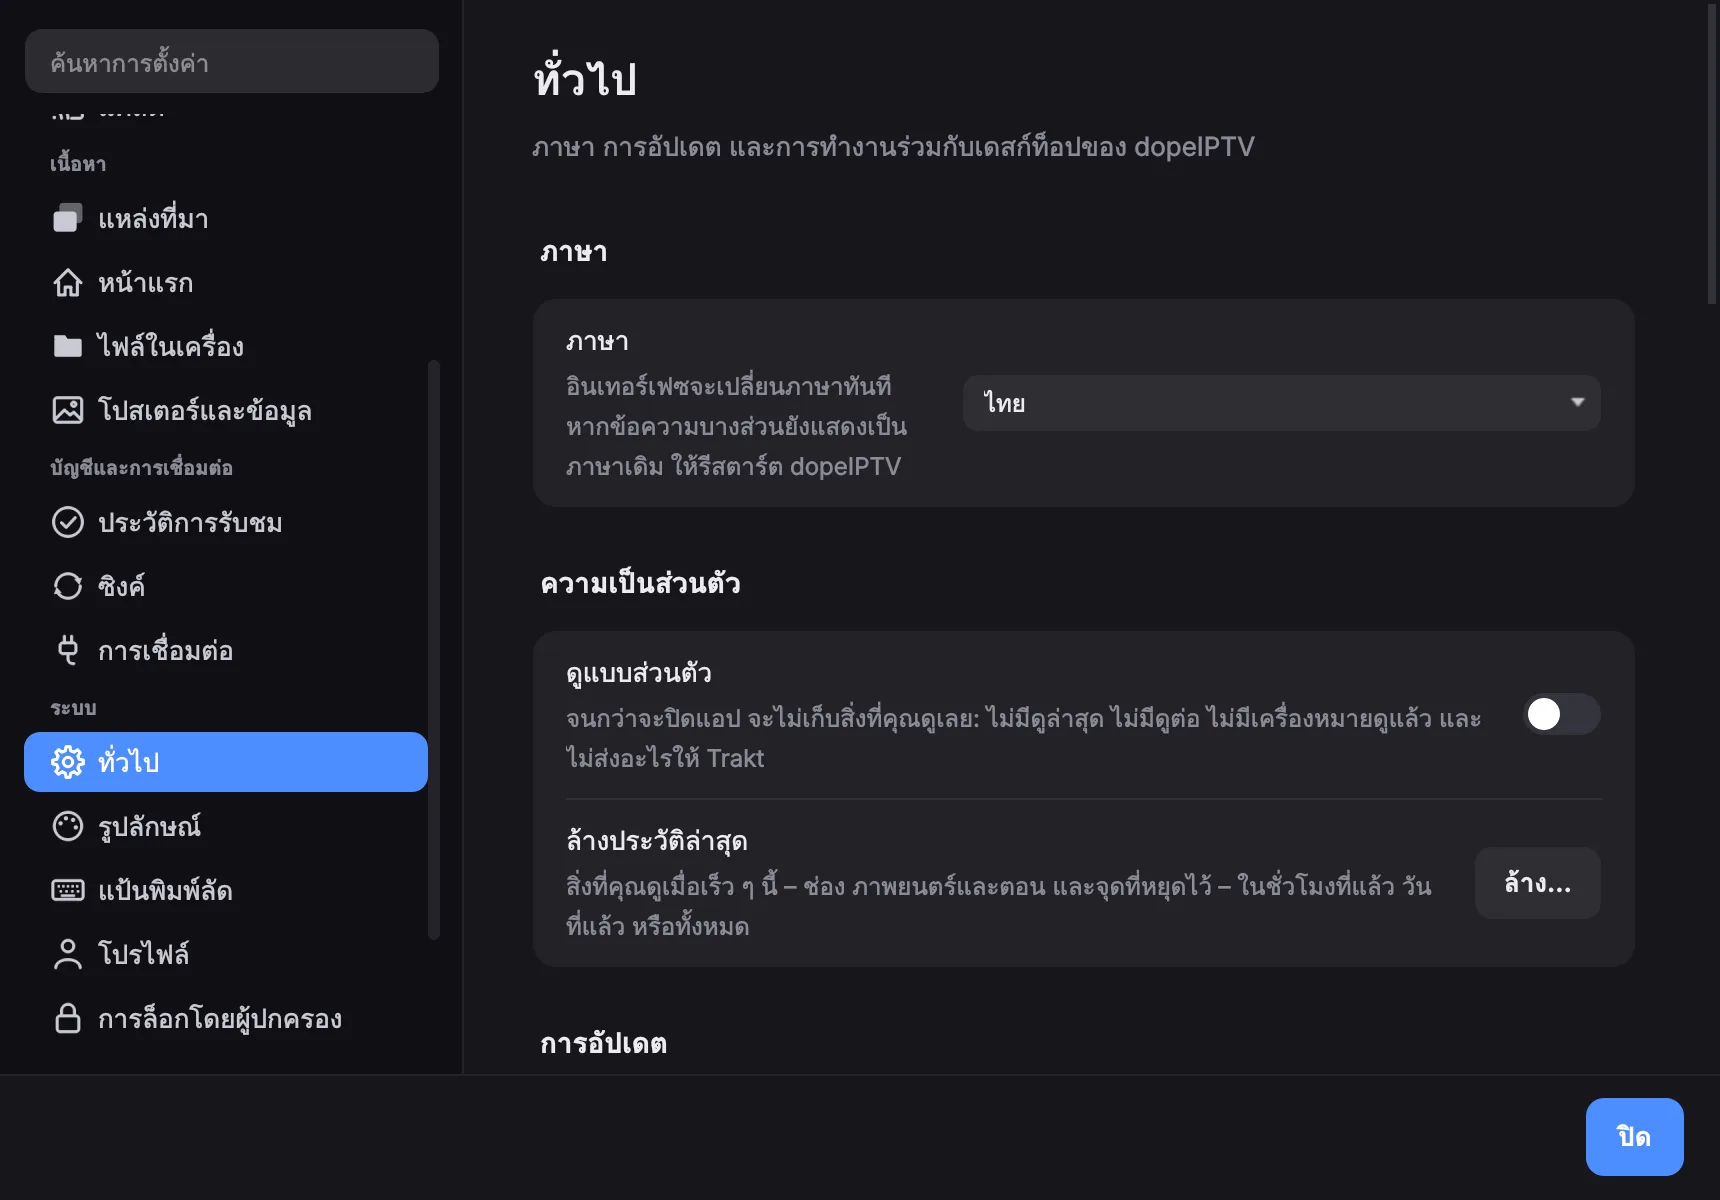 ค้นหาการตั้งค่า
เนื้อหา
แหล่งที่มา
หน้าแรก
ไฟล์ในเครื่อง
โปสเตอร์และข้อมูล
บัญชีและการเชื่อมต่อ
ประวัติการรับชม
ซิงค์
การเชื่อมต่อ
ระบบ
ทั่วไป
รูปลักษณ์
แป้นพิมพ์ลัด
โปรไฟล์
การล็อกโดยผู้ปกครอง
ทั่วไป
ภาษา การอัปเดต และการทำงานร่วมกับเดสก์ท็อปของ dopeIPTV
ภาษา
ภาษา
อินเทอร์เฟซจะเปลี่ยนภาษาทันที
หากข้อความบางส่วนยังแสดงเป็น
ภาษาเดิม ให้รีสตาร์ต dopeIPTV
ไทย
ความเป็นส่วนตัว
ดูแบบส่วนตัว
จนกว่าจะปิดแอป จะไม่เก็บสิ่งที่คุณดูเลย: ไม่มีดูล่าสุด ไม่มีดูต่อ ไม่มีเครื่องหมายดูแล้ว และ
ไม่ส่งอะไรให้ Trakt
ล้างประวัติล่าสุด
สิ่งที่คุณดูเมื่อเร็ว ๆ นี้ – ช่อง ภาพยนตร์และตอน และจุดที่หยุดไว้ – ในชั่วโมงที่แล้ว วัน
ที่แล้ว หรือทั้งหมด
ล้าง...
การอัปเดต
ปิด